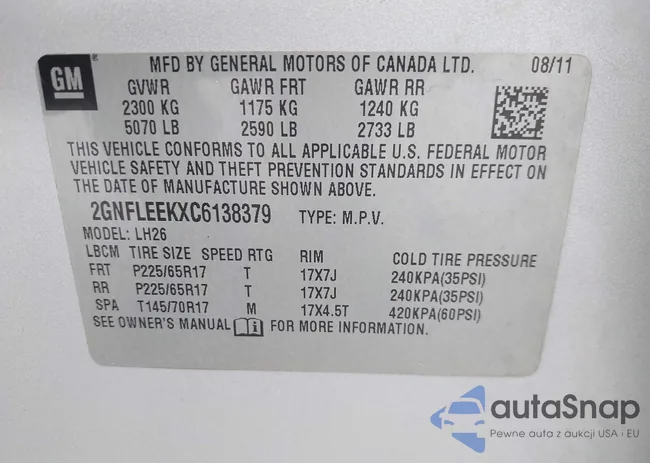 GM
MFD BY GENERAL MOTORS OF CANADA LTD. 08/11
GVWR GAWR FRT GAWR RR
2300 KG 1175 KG 1240 KG
5070 LB 2590 LB 2733 LB
THIS VEHICLE CONFORMS TO ALL APPLICABLE U.S. FEDERAL MOTOR
VEHICLE SAFETY AND THEFT PREVENTION STANDARDS IN EFFECT ON
THE DATE OF MANUFACTURE SHOWN ABOVE.
2GNFLEEKXC6138379 TYPE: M.P.V.
MODEL: LH26
LBCM TIRE SIZE SPEED RTG RIM COLD TIRE PRESSURE
FRT P225/65R17 T 17X7J 240KPA(35PSI)
RR P225/65R17 T 17X7J 240KPA(35PSI)
SPA T145/70R17 M 17X4.5T 420KPA(60PSI)
SEE OWNER'S MANUAL i FOR MORE INFORMATION.
autaSnap
Pewne auta z aukcji USA i EU